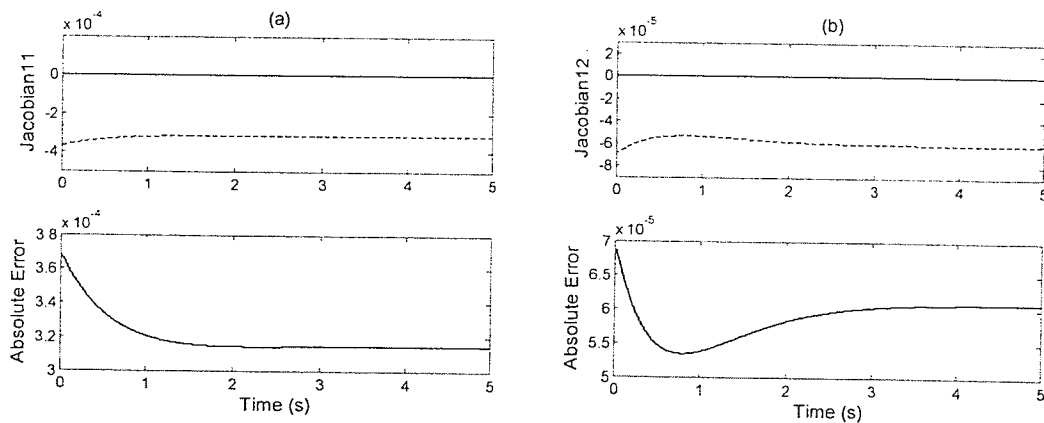 (a)
x 10-4
Jacobian11
0
-2
-4
0 1 2 3 4 5
x 10-4
Absolute Error
3.8
3.6
3.4
3.2
3
0 1 2 3 4 5
Time (s)
(b)
x 10-5
Jacobian12
2
0
-2
-4
-6
-8
0 1 2 3 4 5
x 10-5
Absolute Error
7
6.5
6
5.5
5
0 1 2 3 4 5
Time (s)